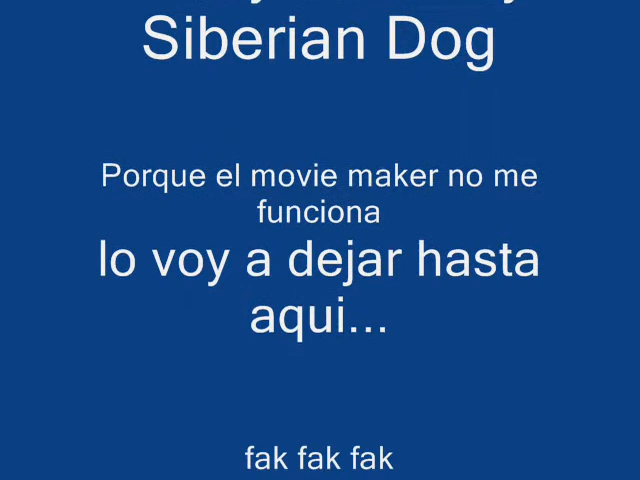 Siberian Dog
Porque el movie maker no me
funciona
lo voy a dejar hasta
aqui...
fak fak fak